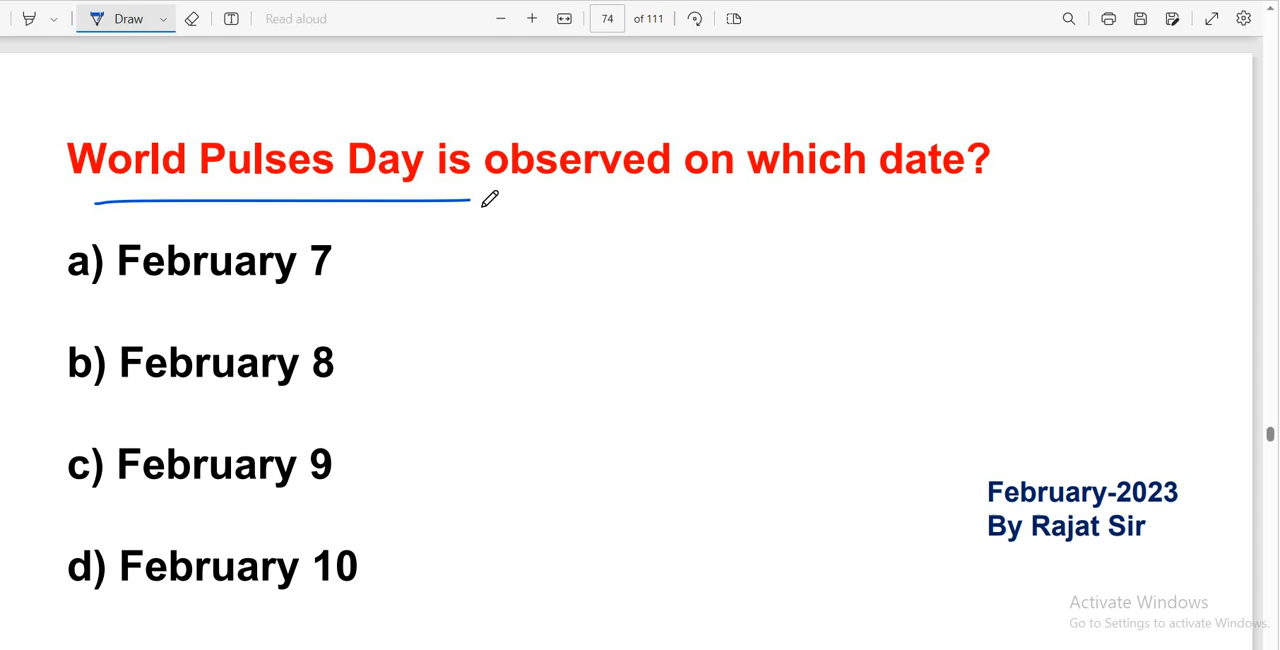 Draw
Read aloud
74 of 111
World Pulses Day is observed on which date?
a) February 7
b) February 8
c) February 9
d) February 10
February-2023
By Rajat Sir
Activate Windows
Go to Settings to activate Windows.